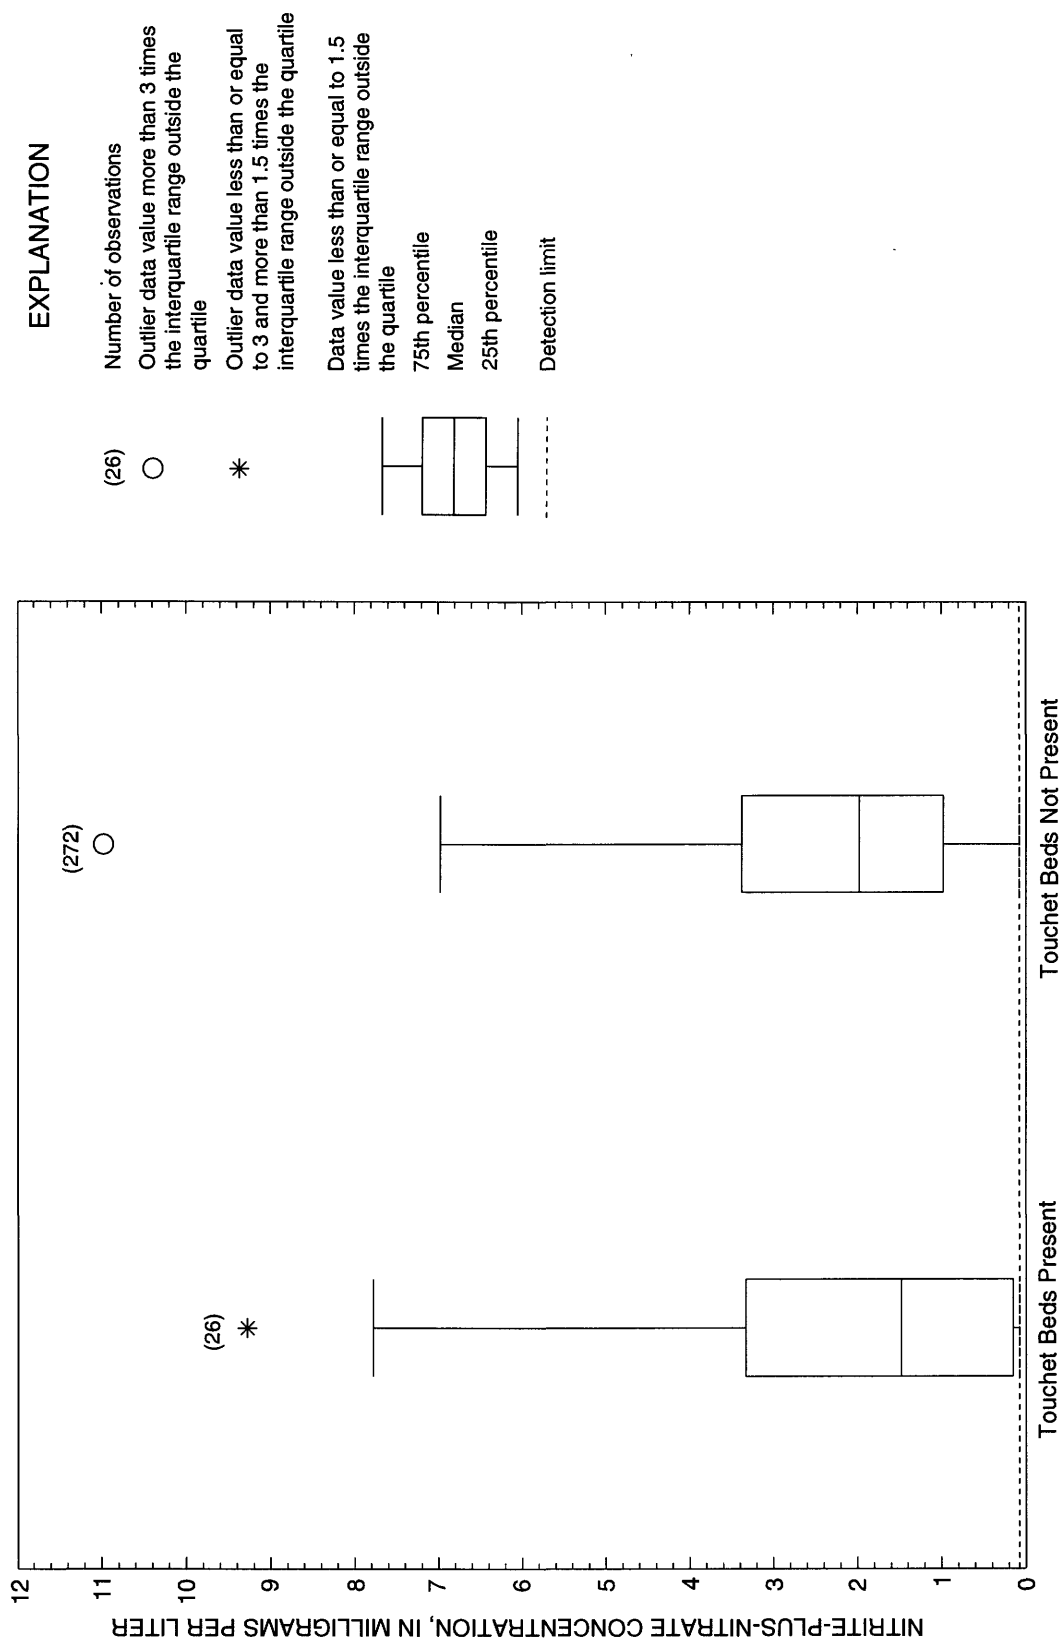 NITRITE-PLUS-NITRATE CONCENTRATION, IN MILLIGRAMS PER LITER
12
11
10
9
8
7
6
5
4
3
2
1
0
(26)
(272)
Touchet Beds Present
Touchet Beds Not Present
EXPLANATION
(26)
Number of observations
Outlier data value more than 3 times
the interquartile range outside the
quartile
Outlier data value less than or equal
to 3 and more than 1.5 times the
interquartile range outside the quartile
Data value less than or equal to 1.5
times the interquartile range outside
the quartile
75th percentile
Median
25th percentile
Detection limit